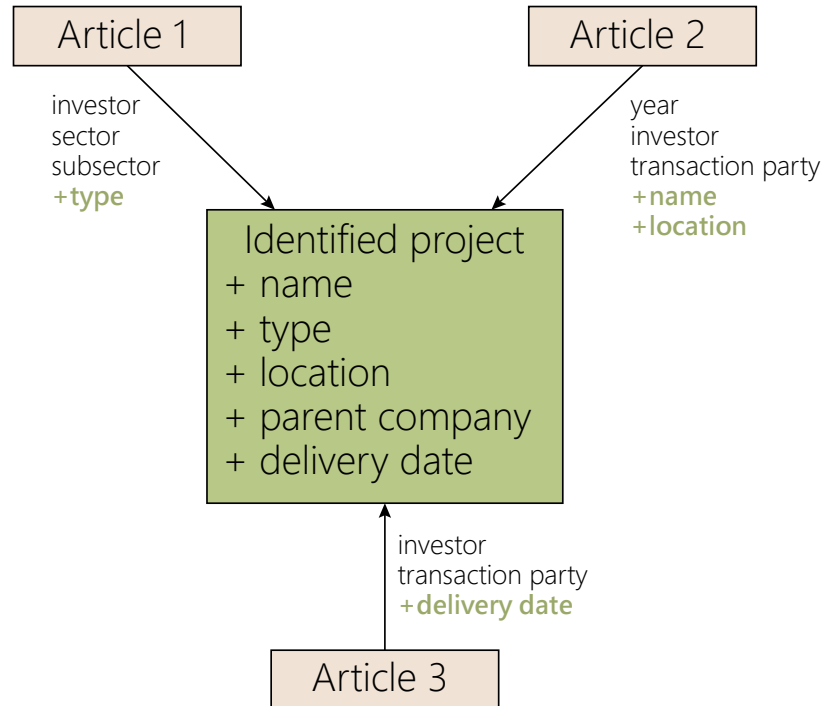 Article 1
Article 2
investor
sector
subsector
+type
year
investor
transaction party
+name
+location
Identified project
+ name
+ type
+ location
+ parent company
+ delivery date
investor
transaction party
+delivery date
Article 3